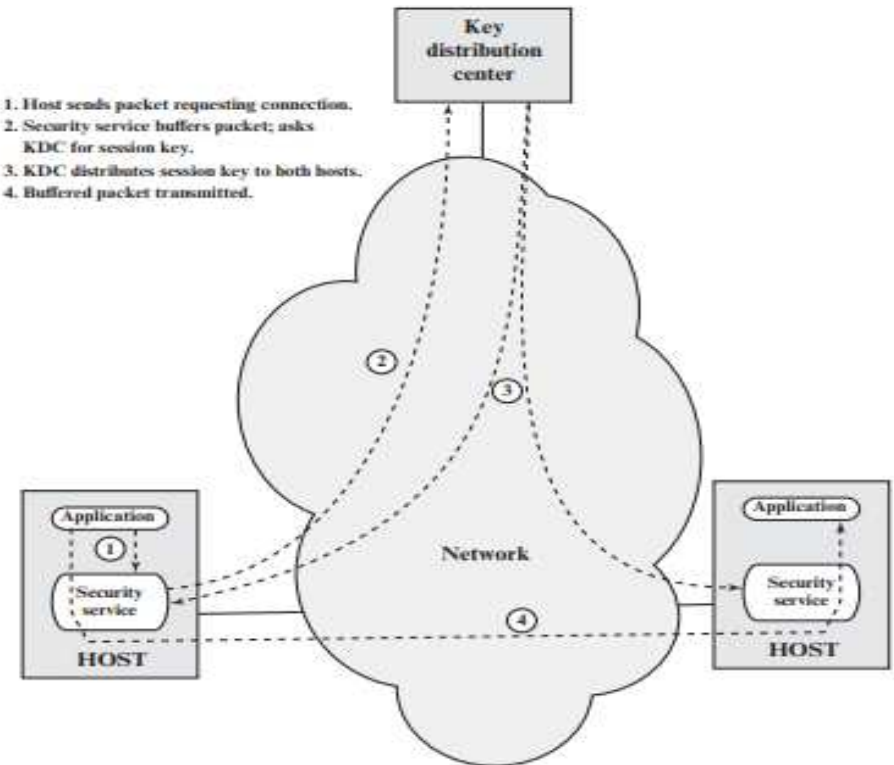 Key
distribution
center
1. Host sends packet requesting connection.
2. Security service buffers packet; asks
KDC for session key.
3. KDC distributes session key to both hosts.
4. Buffered packet transmitted.
2
3
Application
1
Security
service
HOST
Network
4
Application
Security
service
HOST